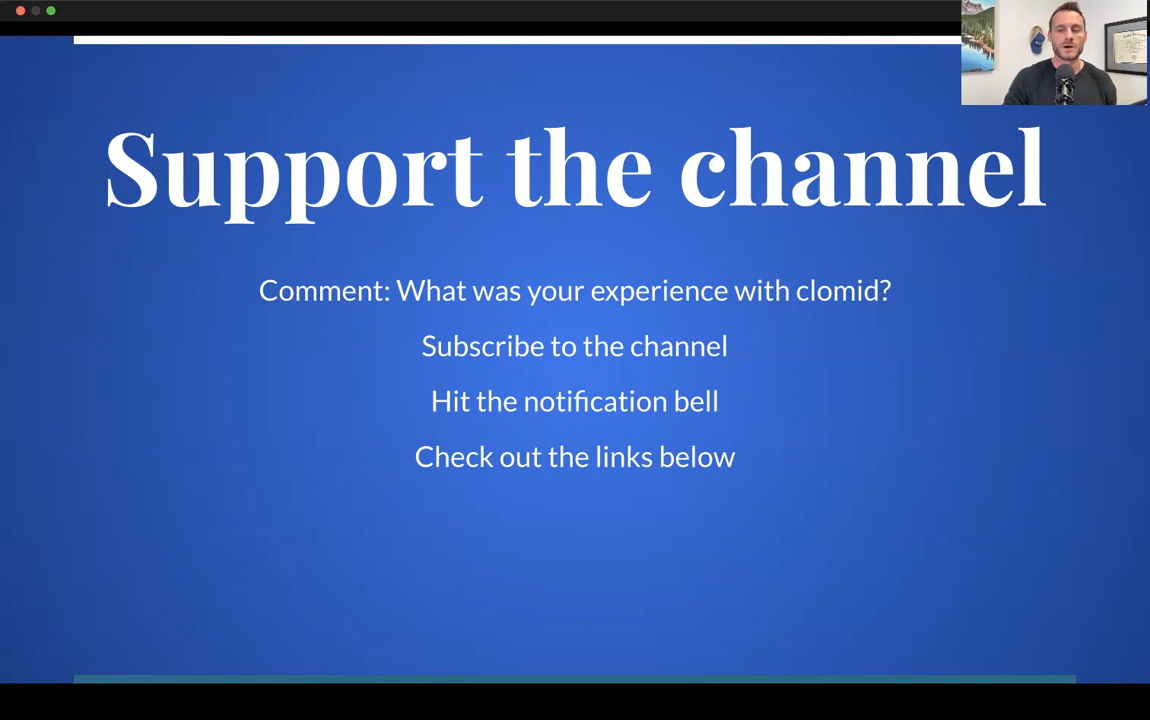 Support the channel
Comment: What was your experience with clomid?
Subscribe to the channel
Hit the notification bell
Check out the links below